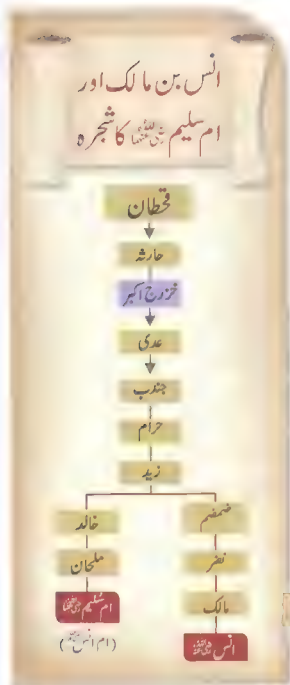 انس بن مالک اور
ام سلیم رضی اللہ عنہما کا شجرہ
قحطان
حارثہ
خزرج اکبر
عدی
جندب
حرام
زید
ضمضم
خالد
نضر
ملحان
مالک
ام سلیم رضی اللہ عنہا
انس رضی اللہ عنہ
(ام انس رضی اللہ عنہ)